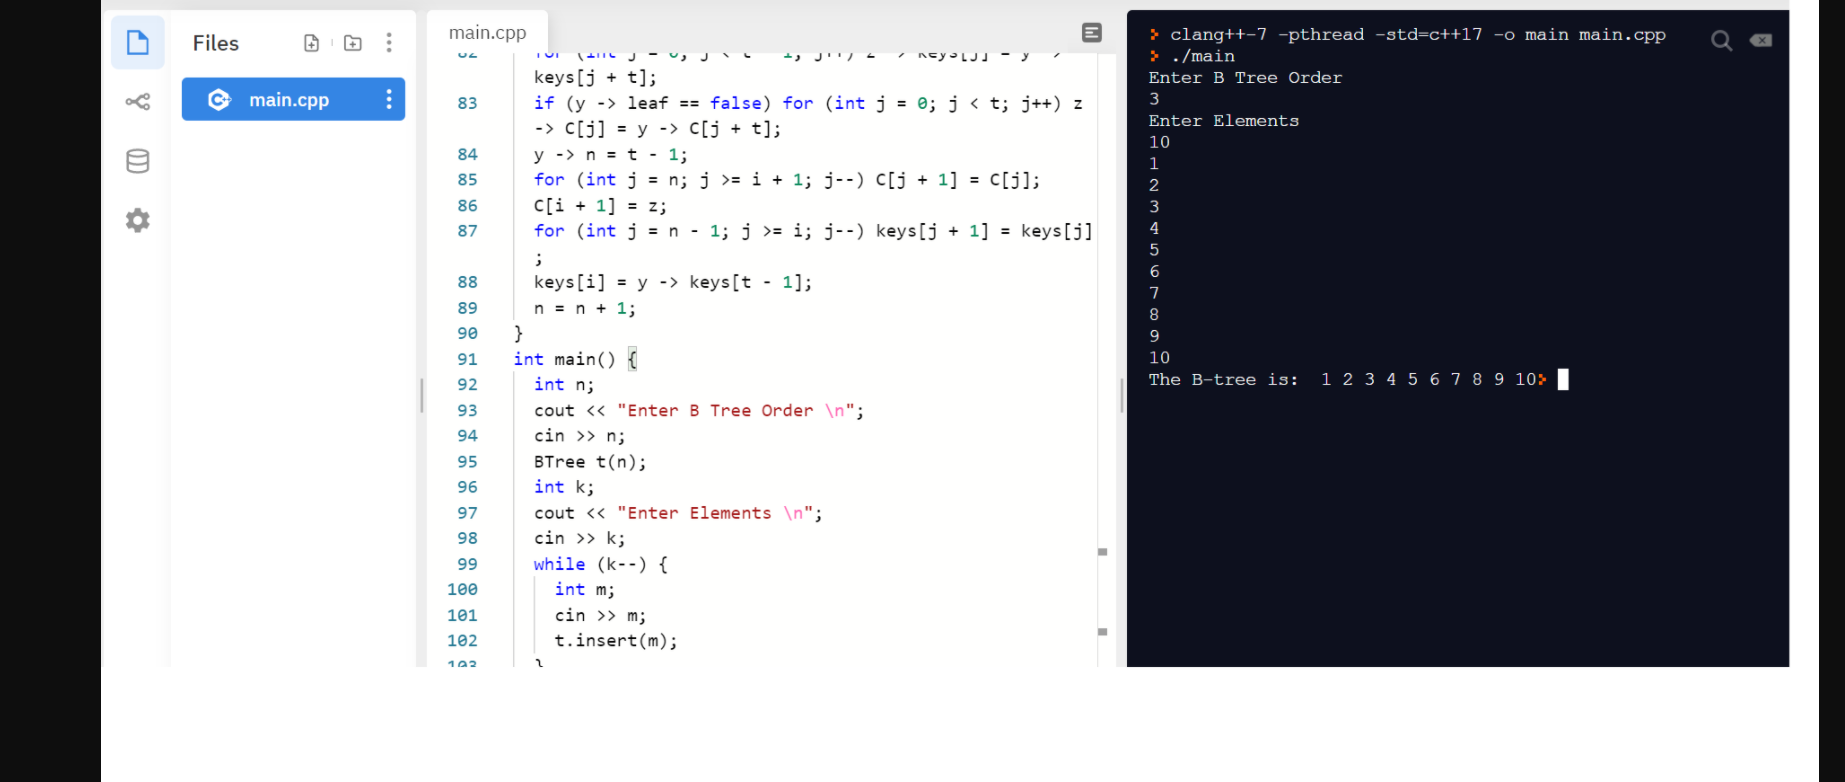 Files
main.cpp
main.cpp
82 for (int j = 0; j < t - 1; j++) z -> keys[j] = y ->
keys[j + t];
83 if (y -> leaf == false) for (int j = 0; j < t; j++) z
-> C[j] = y -> C[j + t];
84 y -> n = t - 1;
85 for (int j = n; j >= i + 1; j--) C[j + 1] = C[j];
86 C[i + 1] = z;
87 for (int j = n - 1; j >= i; j--) keys[j + 1] = keys[j]
;
88 keys[i] = y -> keys[t - 1];
89 n = n + 1;
90 }
91 int main() {
92 int n;
93 cout << "Enter B Tree Order \n";
94 cin >> n;
95 BTree t(n);
96 int k;
97 cout << "Enter Elements \n";
98 cin >> k;
99 while (k--) {
100 int m;
101 cin >> m;
102 t.insert(m);
103 }
clang++-7 -pthread -std=c++17 -o main main.cpp
./main
Enter B Tree Order
3
Enter Elements
10
1
2
3
4
5
6
7
8
9
10
The B-tree is:  1 2 3 4 5 6 7 8 9 10